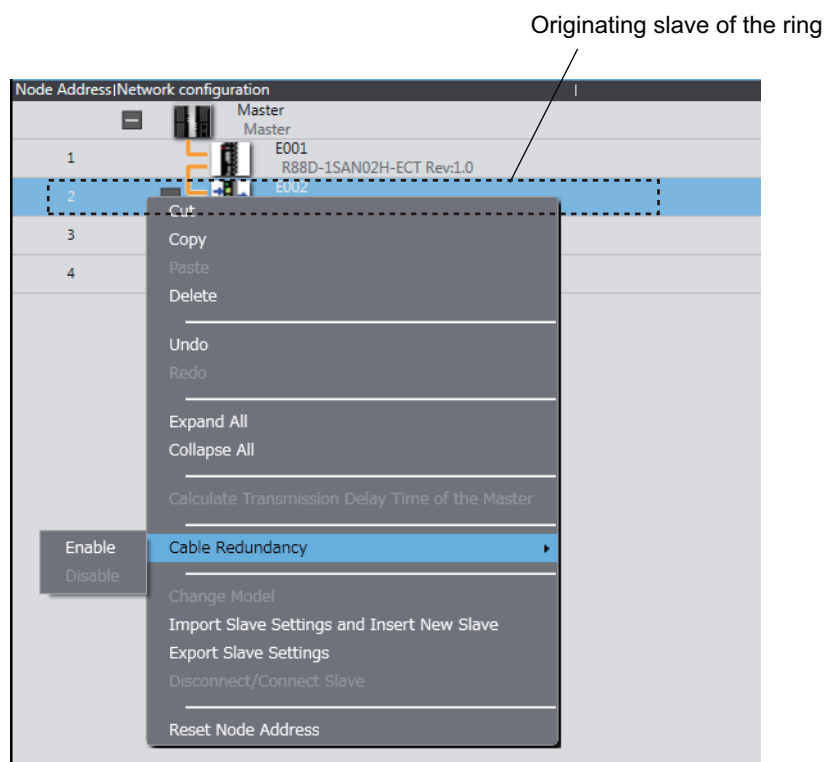 Originating slave of the ring
Node Address|Network configuration
Master
Master
1
E001
R88D-1SAN02H-ECT Rev:1.0
2
E002
3
4
Cut
Copy
Paste
Delete
Undo
Redo
Expand All
Collapse All
Calculate Transmission Delay Time of the Master
Cable Redundancy
Enable
Disable
Change Model
Import Slave Settings and Insert New Slave
Export Slave Settings
Disconnect/Connect Slave
Reset Node Address